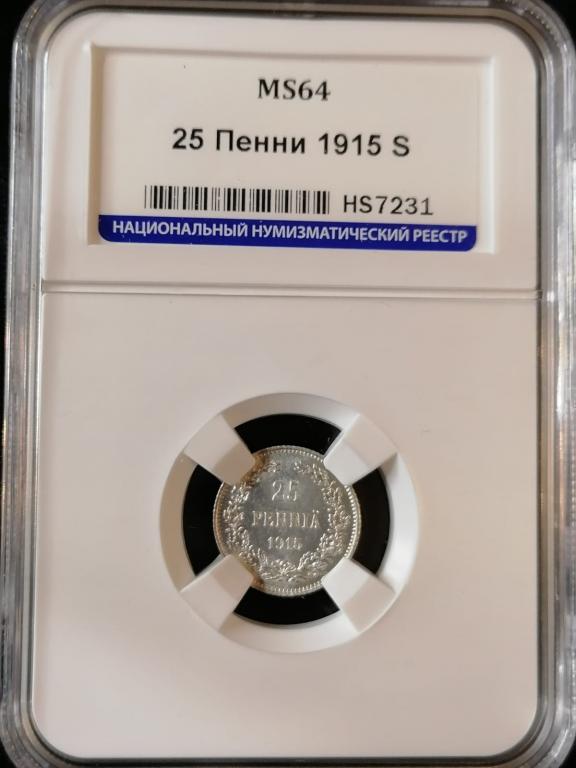 MS64
25 Пенни 1915 S
HS7231
НАЦИОНАЛЬНЫЙ НУМИЗМАТИЧЕСКИЙ РЕЕСТР
25
PENNIÄ
1915